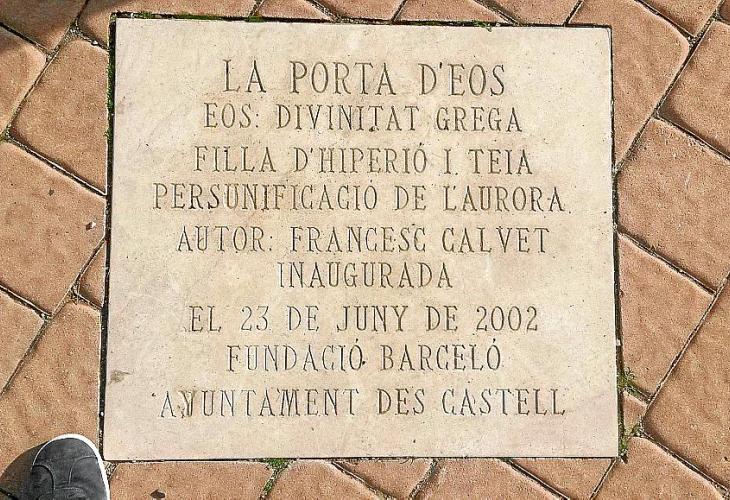 LA PORTA D'EOS
EOS: DIVINITAT GREGA
FILLA D'HIPERIÓ I TEIA
PERSUNIFICACIÓ DE L'AURORA.
AUTOR: FRANCESC CALVET
INAUGURADA
EL 23 DE JUNY DE 2002
FUNDACIÓ BARCELÓ
AYUNTAMENT DES CASTELL